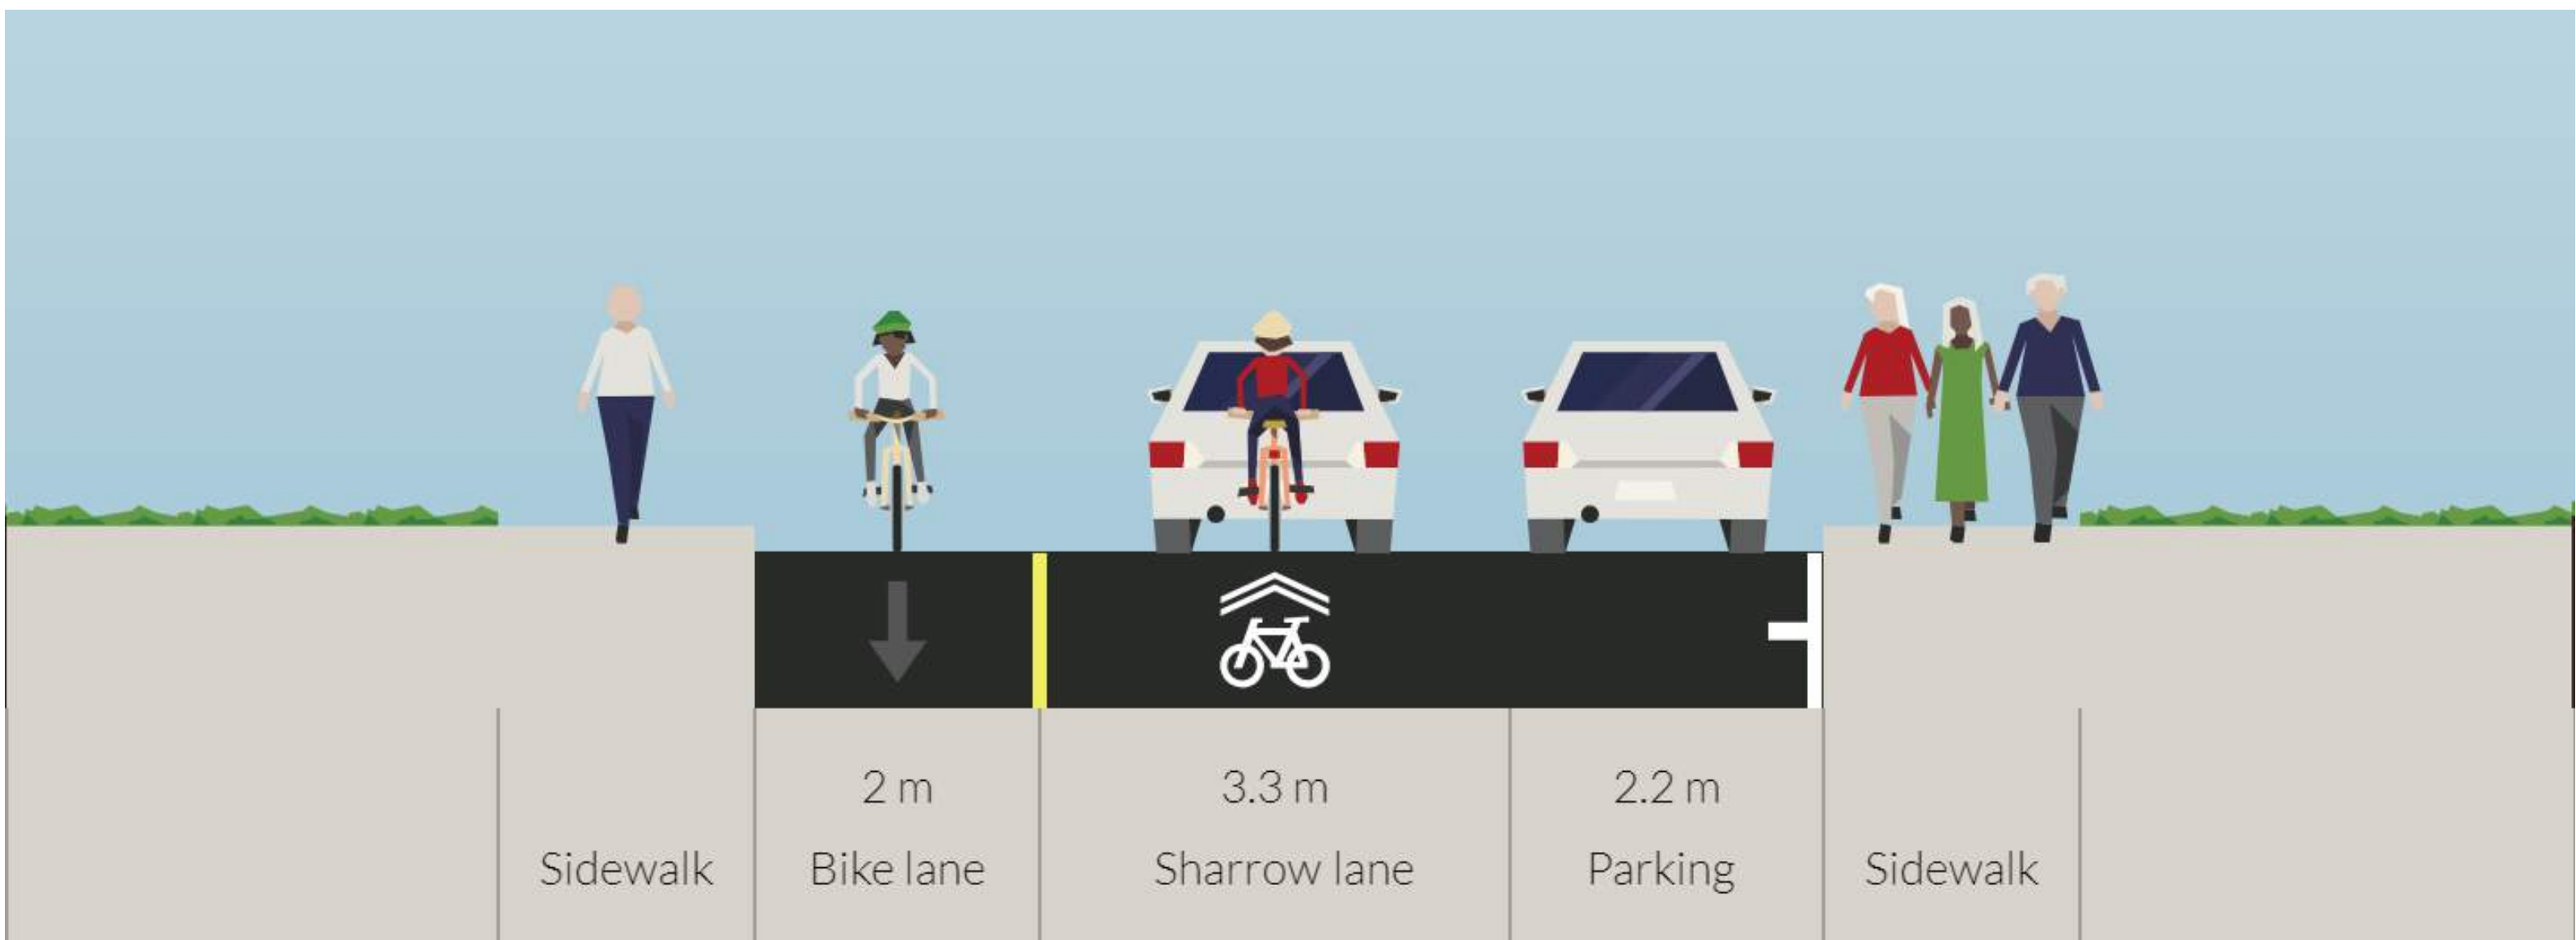 2 m
3.3 m
2.2 m
Sidewalk
Bike lane
Sharrow lane
Parking
Sidewalk